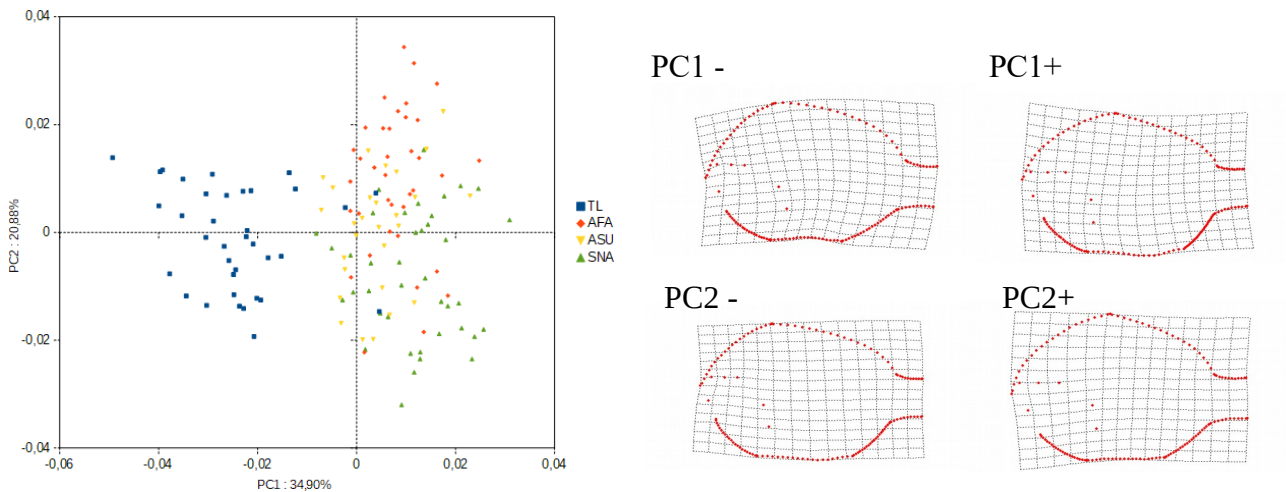 0,04
0,02
0
-0,02
-0,04
PC2 : 20,88%
-0,06
-0,04
-0,02
0
0,02
0,04
PC1 : 34,90%
TL
AFA
ASU
SNA
PC1 -
PC1+
PC2 -
PC2+